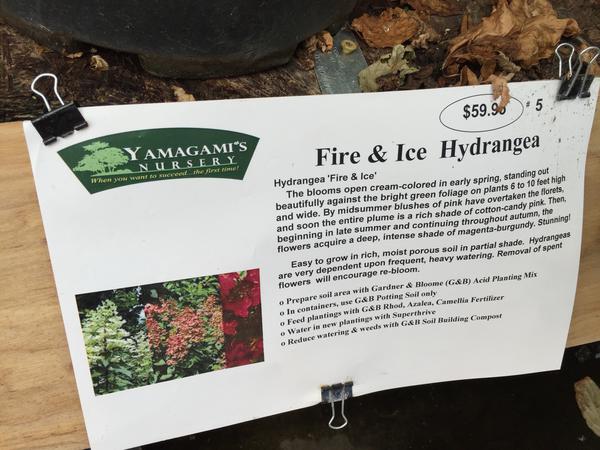 $59.95 # 5
YAMAGAMI'S
NURSERY
When you want to succeed...the first time!
Fire & Ice Hydrangea
Hydrangea 'Fire & Ice'
The blooms open cream-colored in early spring, standing out
beautifully against the bright green foliage on plants 6 to 10 feet high
and wide. By midsummer blushes of pink have overtaken the florets,
and soon the entire plume is a rich shade of cotton-candy pink. Then,
beginning in late summer and continuing throughout autumn, the
flowers acquire a deep, intense shade of magenta-burgundy. Stunning!
Easy to grow in rich, moist porous soil in partial shade. Hydrangeas
are very dependent upon frequent, heavy watering. Removal of spent
flowers will encourage re-bloom.
o Prepare soil area with Gardner & Bloome (G&B) Acid Planting Mix
o In containers, use G&B Potting Soil only
o Feed plantings with G&B Rhod, Azalea, Camellia Fertilizer
o Water in new plantings with Superthrive
o Reduce watering & weeds with G&B Soil Building Compost